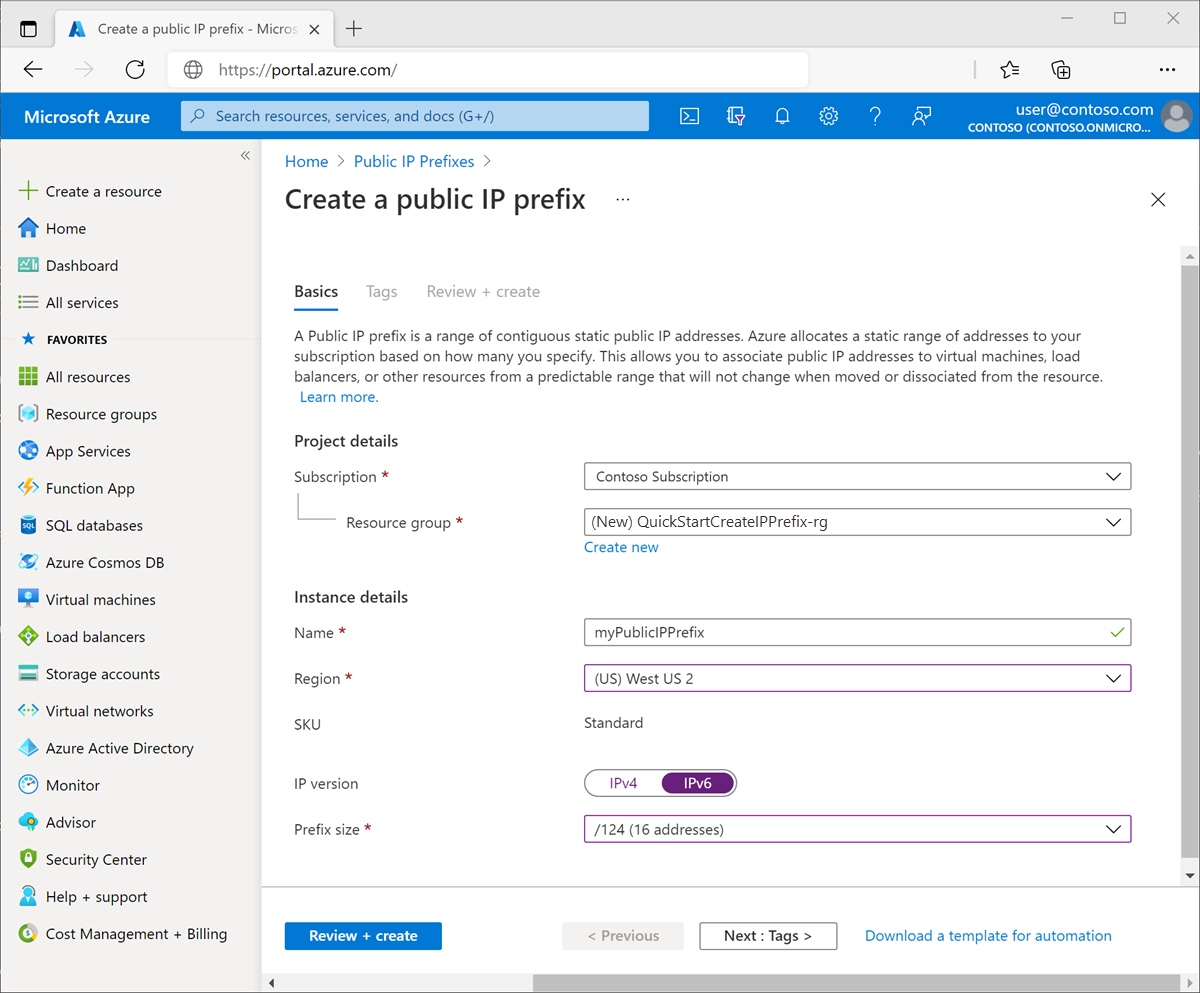 Create a public IP prefix - Micros
https://portal.azure.com/
Microsoft Azure
Search resources, services, and docs (G+/)
user@contoso.com
CONTOSO (CONTOSO.ONMICRO...
Create a resource
Home
Dashboard
All services
FAVORITES
All resources
Resource groups
App Services
Function App
SQL databases
Azure Cosmos DB
Virtual machines
Load balancers
Storage accounts
Virtual networks
Azure Active Directory
Monitor
Advisor
Security Center
Help + support
Cost Management + Billing
Home > Public IP Prefixes >
Create a public IP prefix ...
Basics Tags Review + create
A Public IP prefix is a range of contiguous static public IP addresses. Azure allocates a static range of addresses to your
subscription based on how many you specify. This allows you to associate public IP addresses to virtual machines, load
balancers, or other resources from a predictable range that will not change when moved or dissociated from the resource.
Learn more.
Project details
Subscription * Contoso Subscription
Resource group * (New) QuickStartCreateIPPrefix-rg
Create new
Instance details
Name * myPublicIPPrefix
Region * (US) West US 2
SKU Standard
IP version IPv4 IPv6
Prefix size * /124 (16 addresses)
Review + create < Previous Next : Tags > Download a template for automation